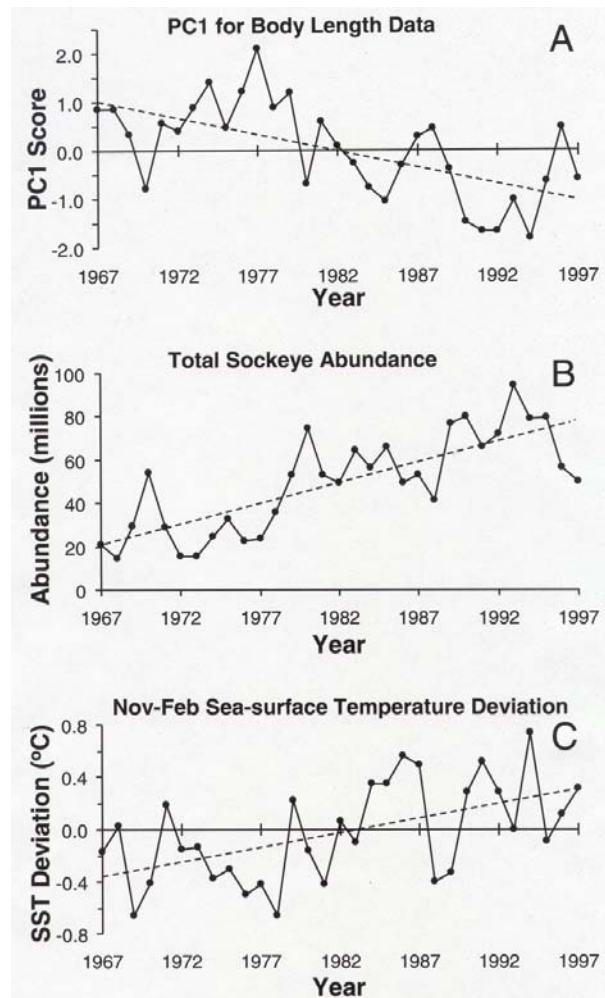 PC1 for Body Length Data
A
2.0
1.0
0.0
-1.0
-2.0
PC1 Score
1967 1972 1977 1982 1987 1992 1997
Year
Total Sockeye Abundance
B
100
80
60
40
20
0
Abundance (millions)
1967 1972 1977 1982 1987 1992 1997
Year
Nov-Feb Sea-surface Temperature Deviation
C
0.8
0.4
0.0
-0.4
-0.8
SST Deviation (ºC)
1967 1972 1977 1982 1987 1992 1997
Year